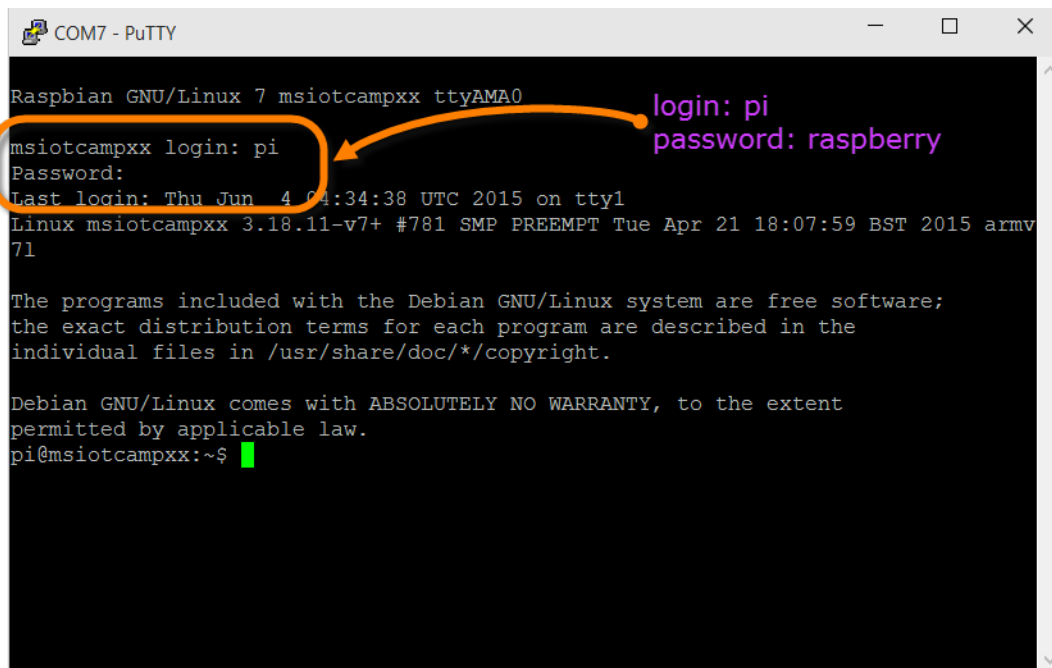 COM7 - PuTTY
Raspbian GNU/Linux 7 msiotcampxx ttyAMA0
login: pi
password: raspberry
msiotcampxx login: pi
Password:
Last login: Thu Jun  4 04:34:38 UTC 2015 on tty1
Linux msiotcampxx 3.18.11-v7+ #781 SMP PREEMPT Tue Apr 21 18:07:59 BST 2015 armv
7l
The programs included with the Debian GNU/Linux system are free software;
the exact distribution terms for each program are described in the
individual files in /usr/share/doc/*/copyright.
Debian GNU/Linux comes with ABSOLUTELY NO WARRANTY, to the extent
permitted by applicable law.
pi@msiotcampxx:~$